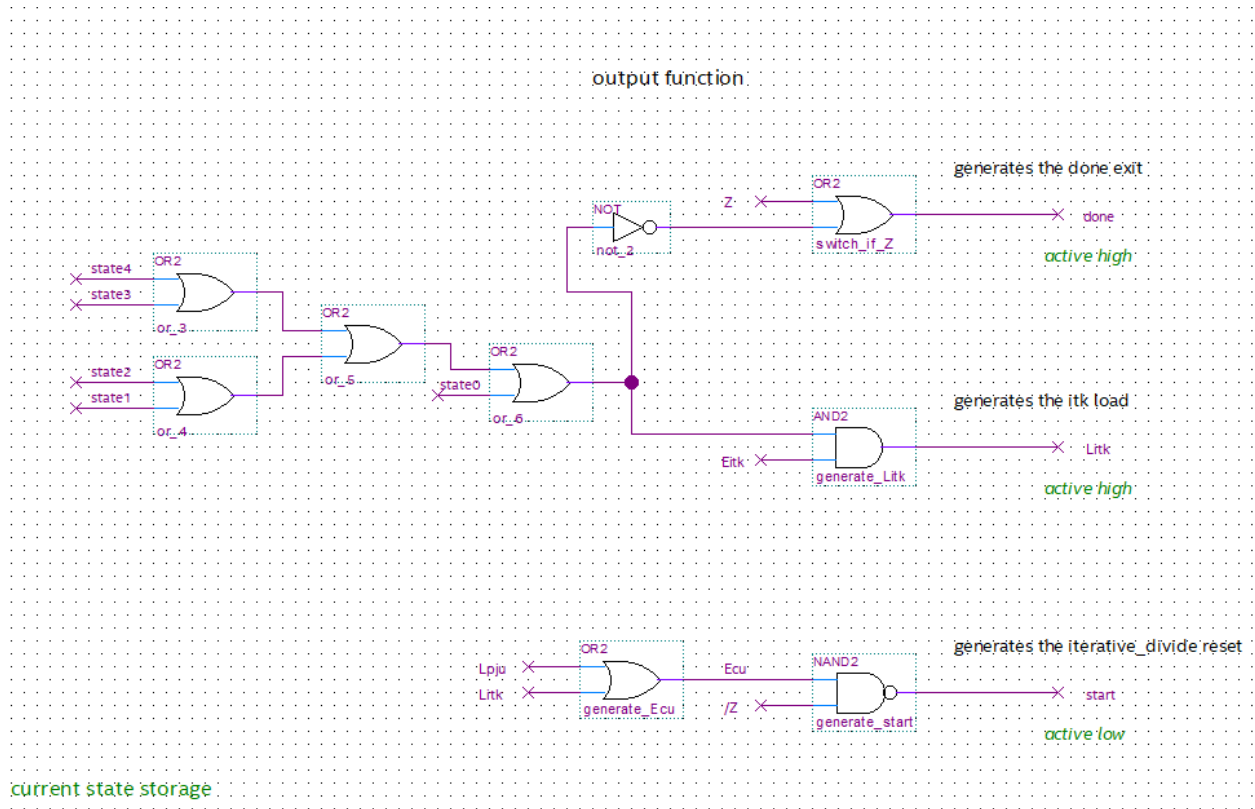 output function
generates the done exit
OR2
Z
done
switch_if_Z
active high
NOT
not_2
OR2
state4
state3
or_3
OR2
or_5
OR2
state2
state1
or_4
OR2
state0
or_6
generates the itk load
AND2
Eitk
Litk
generate_Litk
active high
generates the iterative_divide reset
OR2
Lpju
Litk
generate_Ecu
Ecu
NAND2
/Z
start
generate_start
active low
current state storage